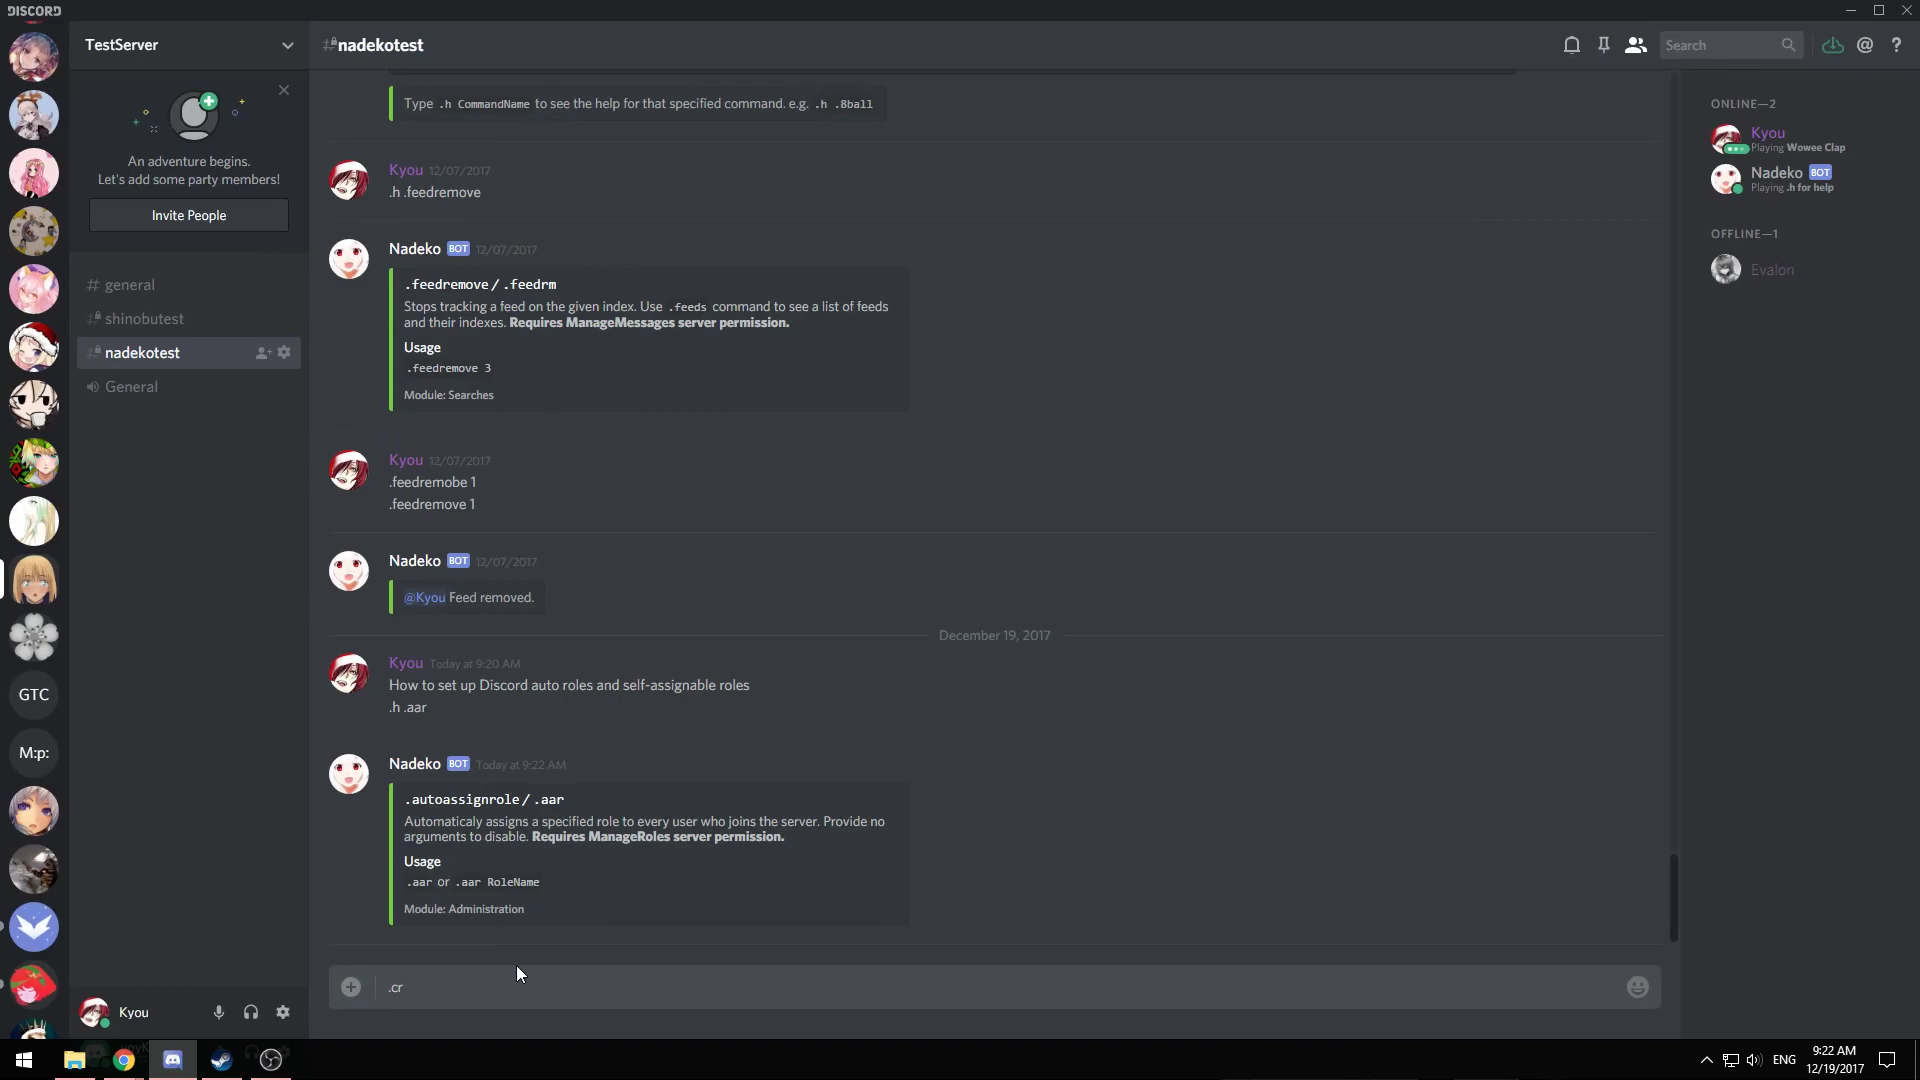 DISCORD
TestServer
An adventure begins.
Let's add some party members!
Invite People
# general
shinobutest
nadekotest
General
GTC
M:p:
Kyou
#nadekotest
Search
Type .h CommandName to see the help for that specified command. e.g. .h .8ball
Kyou 12/07/2017
.h .feedremove
Nadeko BOT 12/07/2017
.feedremove / .feedrm
Stops tracking a feed on the given index. Use .feeds command to see a list of feeds
and their indexes. Requires ManageMessages server permission.
Usage
.feedremove 3
Module: Searches
Kyou 12/07/2017
.feedremobe 1
.feedremove 1
Nadeko BOT 12/07/2017
@Kyou Feed removed.
December 19, 2017
Kyou Today at 9:20 AM
How to set up Discord auto roles and self-assignable roles
.h .aar
Nadeko BOT Today at 9:22 AM
.autoassignrole / .aar
Automaticaly assigns a specified role to every user who joins the server. Provide no
arguments to disable. Requires ManageRoles server permission.
Usage
.aar or .aar RoleName
Module: Administration
.cr
ONLINE—2
Kyou
Playing Wowee Clap
Nadeko BOT
Playing .h for help
OFFLINE—1
Evalon
ENG
9:22 AM
12/19/2017